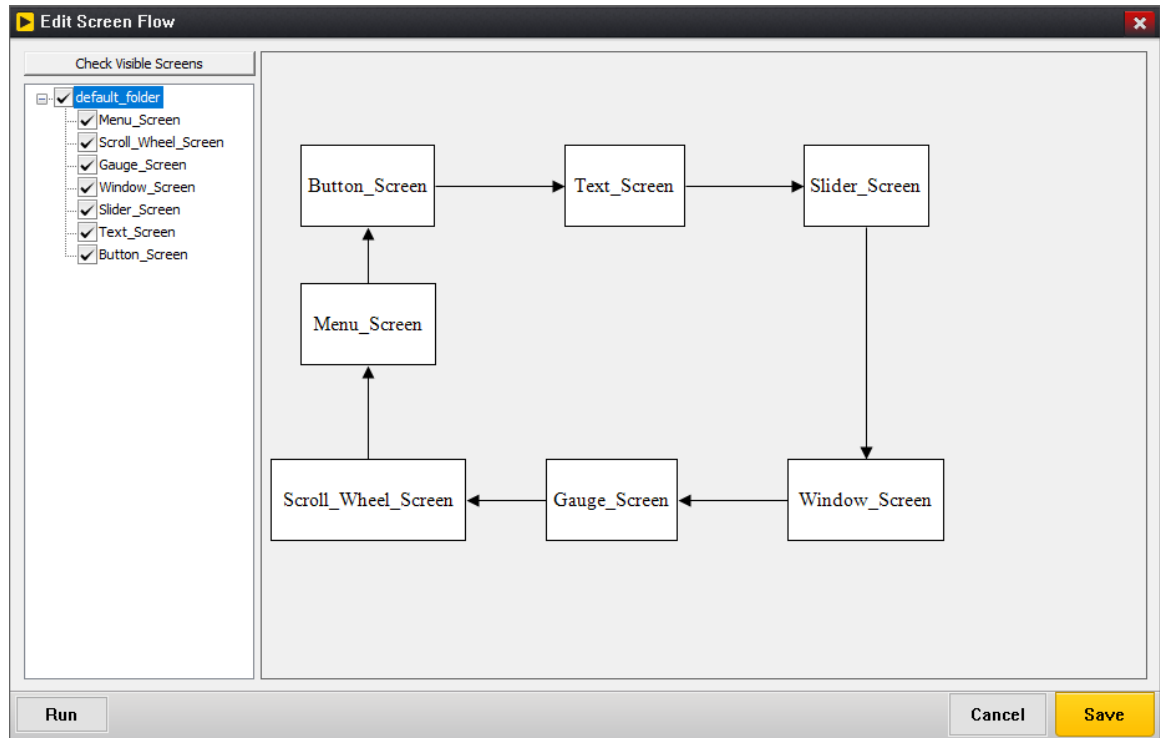 Edit Screen Flow
Check Visible Screens
default_folder
Menu_Screen
Scroll_Wheel_Screen
Gauge_Screen
Window_Screen
Slider_Screen
Text_Screen
Button_Screen
Button_Screen
Text_Screen
Slider_Screen
Menu_Screen
Scroll_Wheel_Screen
Gauge_Screen
Window_Screen
Run
Cancel
Save